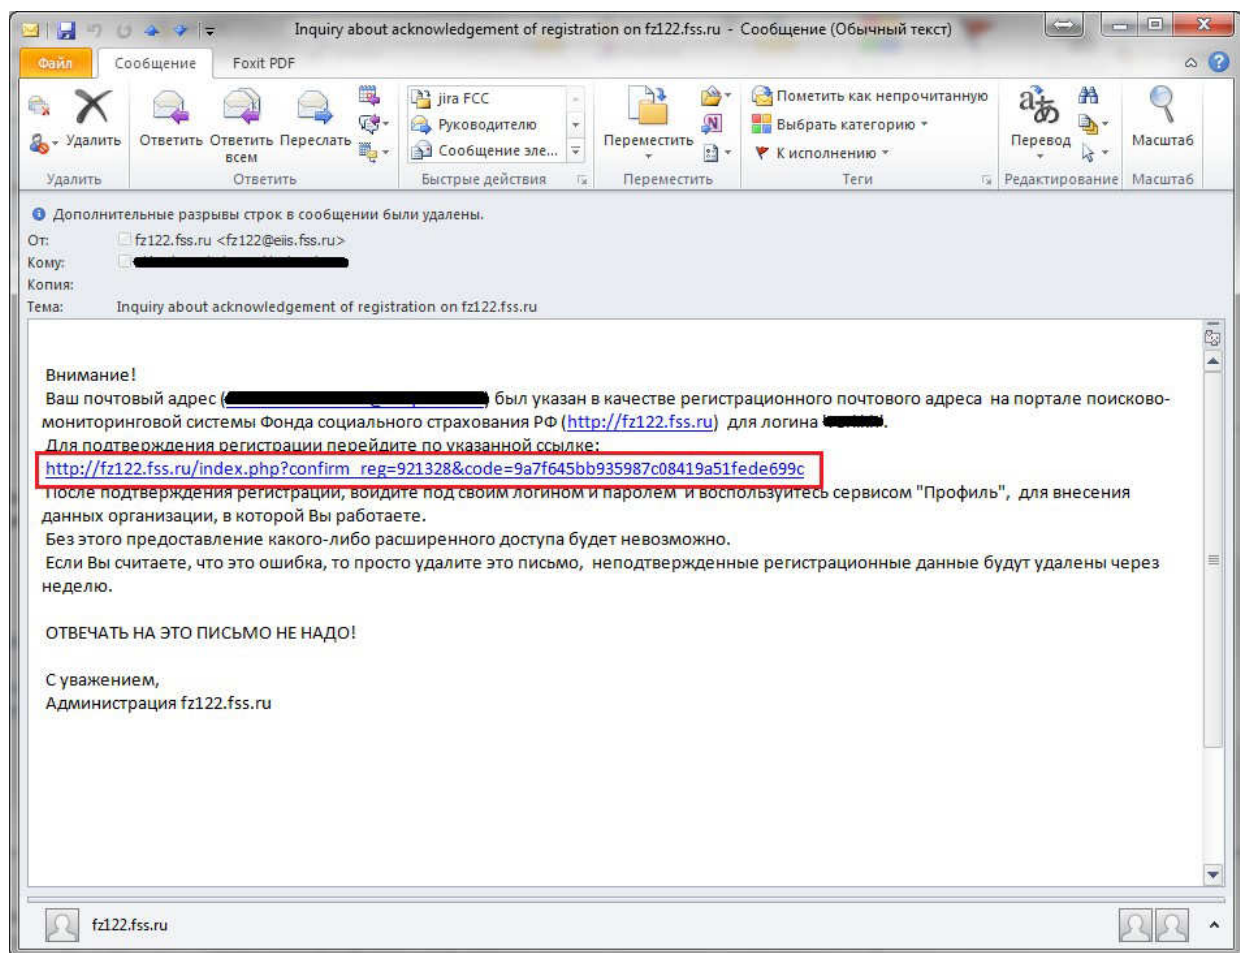 Inquiry about acknowledgement of registration on fz122.fss.ru - Сообщение (Обычный текст)
Файл Сообщение Foxit PDF
Удалить
Ответить Ответить всем Переслать
jira FCC
Руководителю
Сообщение эле...
Переместить
Пометить как непрочитанную
Выбрать категорию
К исполнению
Перевод
Масштаб
Удалить Ответить Быстрые действия Переместить Теги Редактирование Масштаб
Дополнительные разрывы строк в сообщении были удалены.
От: fz122.fss.ru <fz122@eiis.fss.ru>
Кому:
Копия:
Тема: Inquiry about acknowledgement of registration on fz122.fss.ru
Внимание!
Ваш почтовый адрес ( ) был указан в качестве регистрационного почтового адреса на портале поисково-
мониторинговой системы Фонда социального страхования РФ (http://fz122.fss.ru) для логина .
Для подтверждения регистрации перейдите по указанной ссылке:
http://fz122.fss.ru/index.php?confirm_reg=921328&code=9a7f645bb935987c08419a51fede699c
После подтверждения регистрации, войдите под своим логином и паролем и воспользуйтесь сервисом "Профиль", для внесения
данных организации, в которой Вы работаете.
Без этого предоставление какого-либо расширенного доступа будет невозможно.
Если Вы считаете, что это ошибка, то просто удалите это письмо, неподтвержденные регистрационные данные будут удалены через
неделю.
ОТВЕЧАТЬ НА ЭТО ПИСЬМО НЕ НАДО!
С уважением,
Администрация fz122.fss.ru
fz122.fss.ru